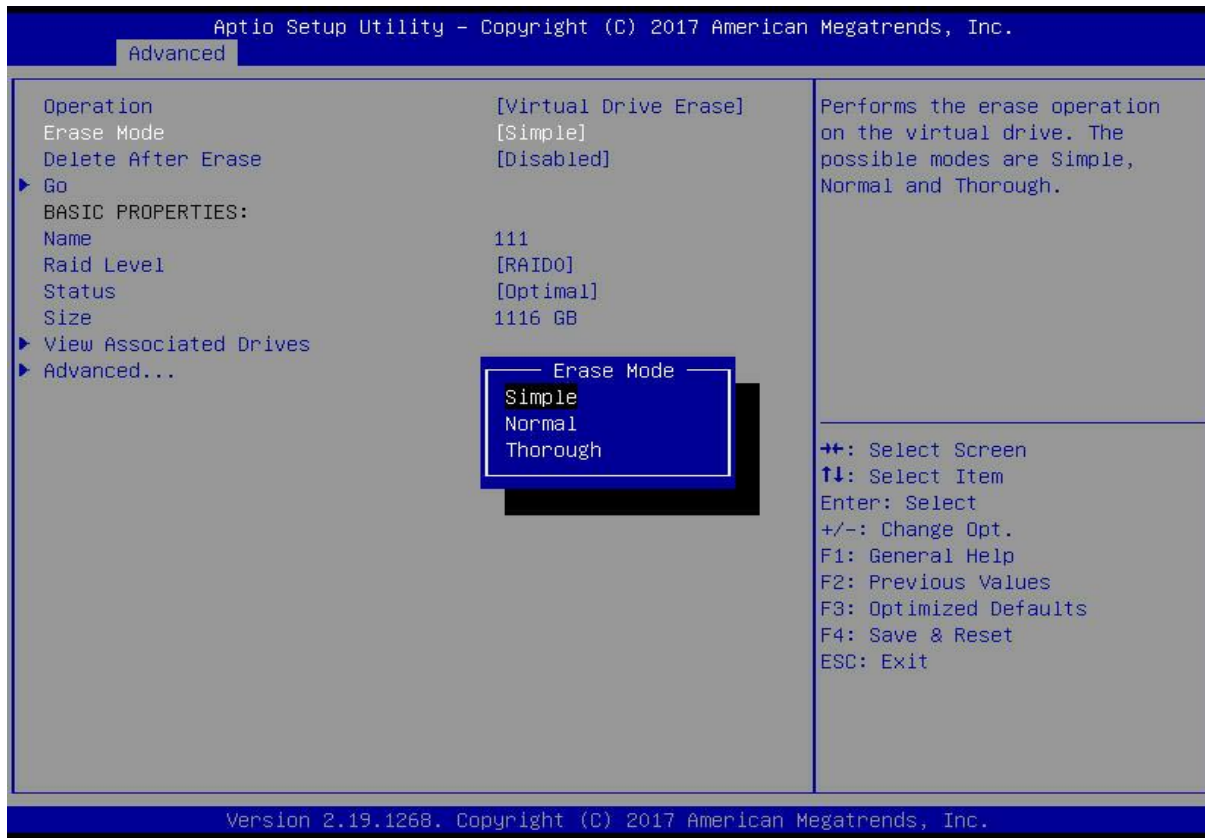 Aptio Setup Utility – Copyright (C) 2017 American Megatrends, Inc.
Advanced
Operation [Virtual Drive Erase]
Erase Mode [Simple]
Delete After Erase [Disabled]
► Go
BASIC PROPERTIES:
Name 111
Raid Level [RAID0]
Status [Optimal]
Size 1116 GB
► View Associated Drives
► Advanced...
Erase Mode
Simple
Normal
Thorough
Performs the erase operation
on the virtual drive. The
possible modes are Simple,
Normal and Thorough.
→←: Select Screen
↑↓: Select Item
Enter: Select
+/-: Change Opt.
F1: General Help
F2: Previous Values
F3: Optimized Defaults
F4: Save & Reset
ESC: Exit
Version 2.19.1268. Copyright (C) 2017 American Megatrends, Inc.